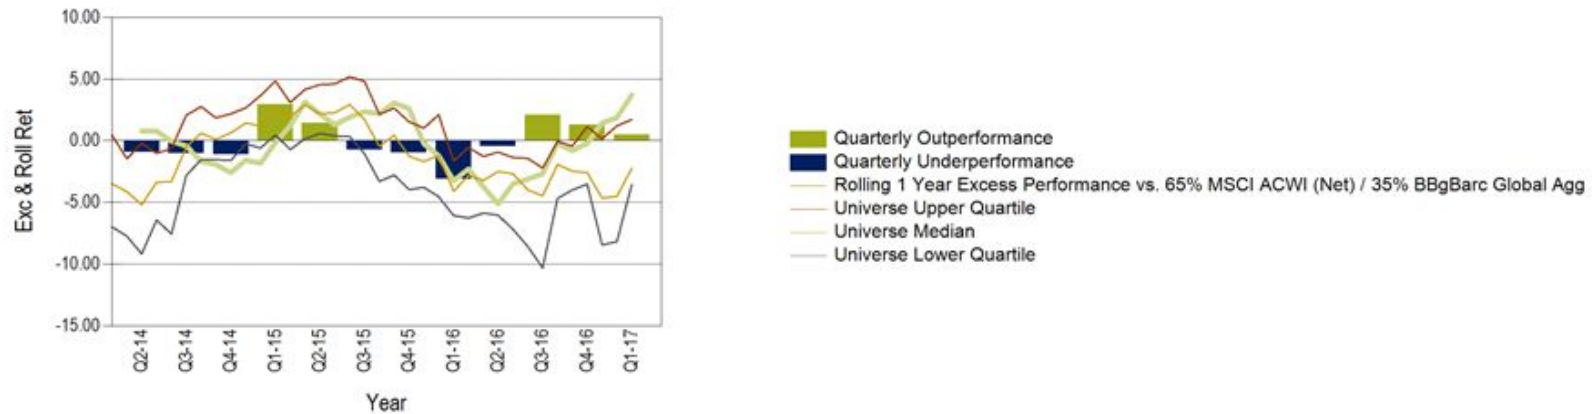 10.00
5.00
0.00
-5.00
-10.00
-15.00
Exc & Roll Ret
Q2-14
Q3-14
Q4-14
Q1-15
Q2-15
Q3-15
Q4-15
Q1-16
Q2-16
Q3-16
Q4-16
Q1-17
Year
Quarterly Outperformance
Quarterly Underperformance
Rolling 1 Year Excess Performance vs. 65% MSCI ACWI (Net) / 35% BBgBarc Global Agg
Universe Upper Quartile
Universe Median
Universe Lower Quartile